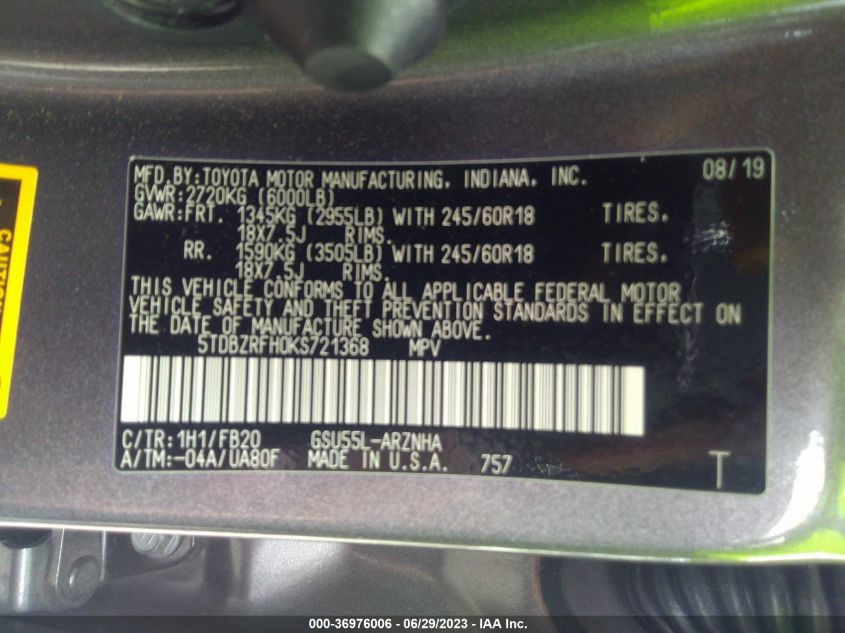 MFD.BY:TOYOTA MOTOR MANUFACTURING, INDIANA, INC. 08/19
GVWR:2720KG (6000LB)
GAWR:FRT. 1345KG (2955LB) WITH 245/60R18 TIRES.
18X7.5J RIMS.
RR. 1590KG (3505LB) WITH 245/60R18 TIRES.
18X7.5J RIMS.
THIS VEHICLE CONFORMS TO ALL APPLICABLE FEDERAL MOTOR
VEHICLE SAFETY AND THEFT PREVENTION STANDARDS IN EFFECT ON
THE DATE OF MANUFACTURE SHOWN ABOVE.
5TDBZRFH0KS721368 MPV
C/TR:1H1/FB20 GSU55L-ARZNHA
A/TM:-04A/UA80F MADE IN U.S.A. 757 T
CAUTION
000-36976006 - 06/29/2023 - IAA Inc.